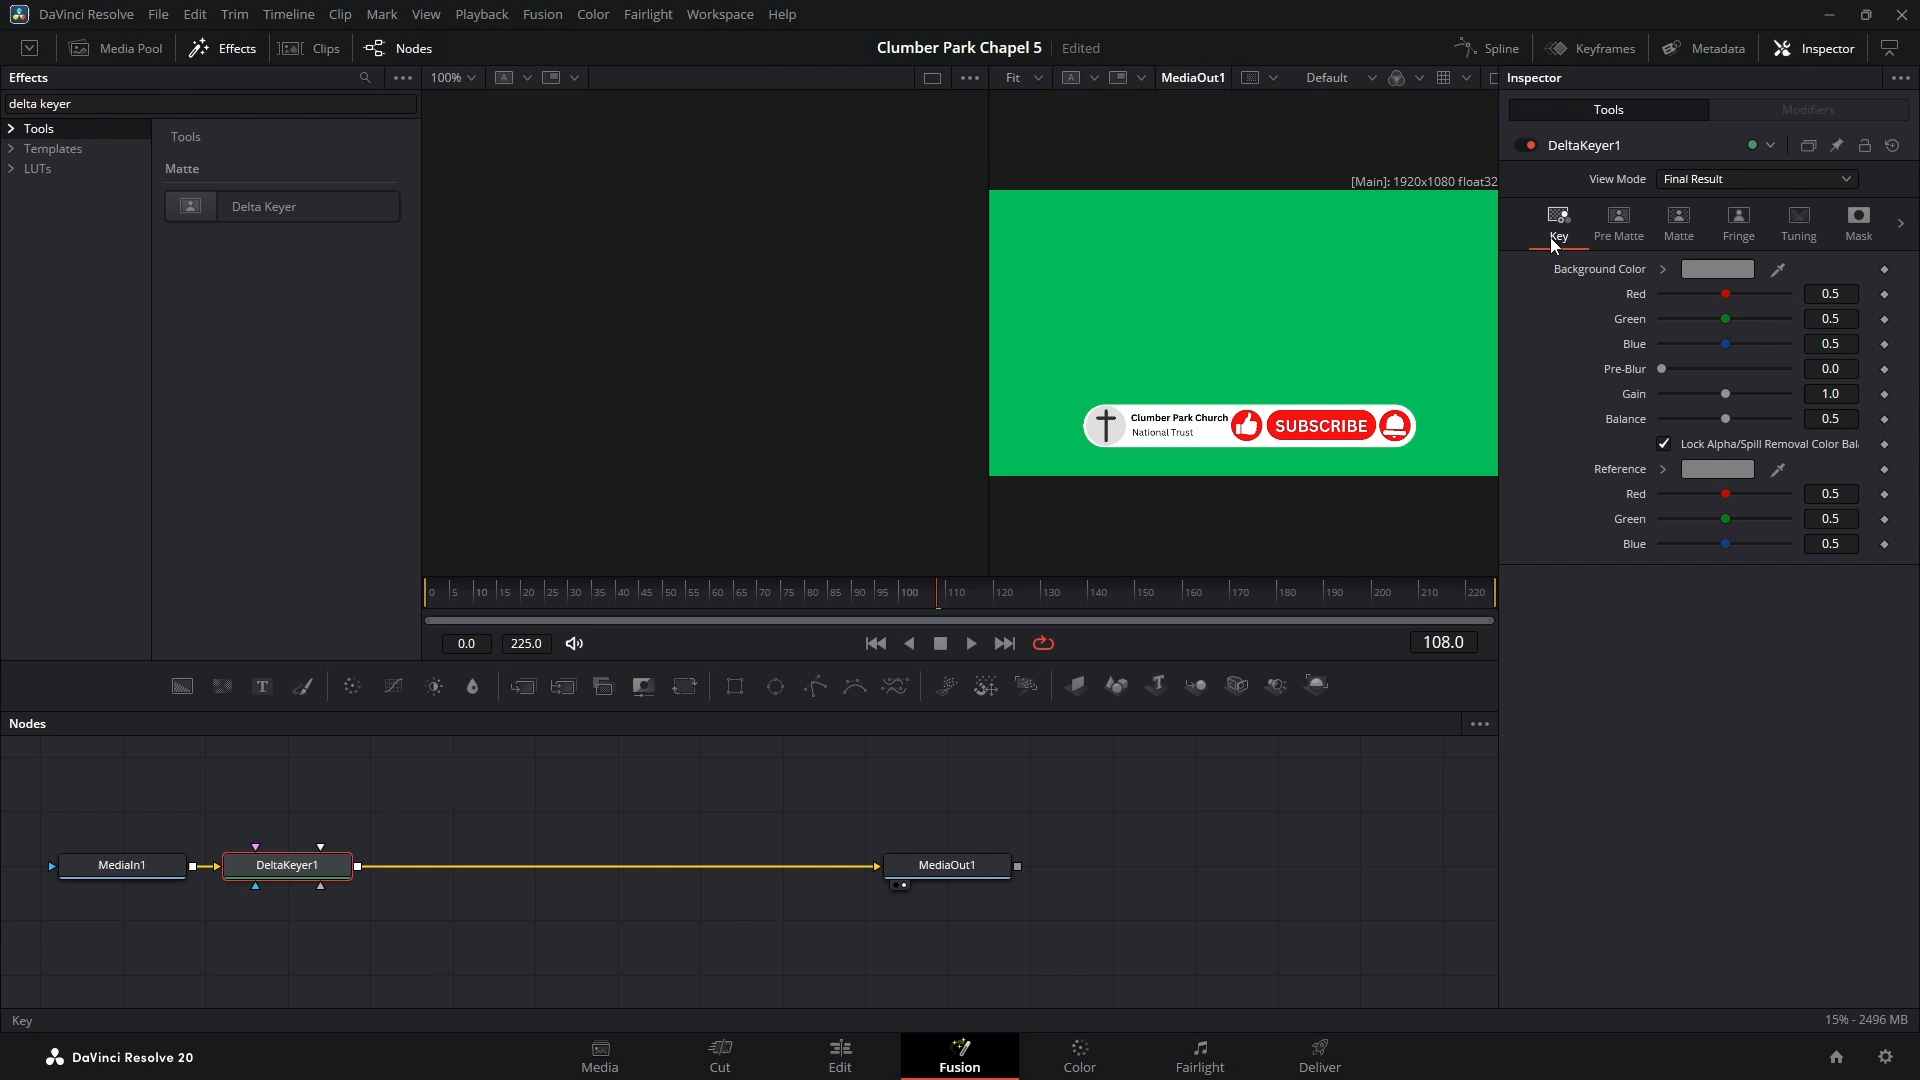 DaVinci Resolve File Edit Trim Timeline Clip Mark View Playback Fusion Color Fairlight Workspace Help
Media Pool Effects Clips Nodes Clumber Park Chapel 5 Edited Spline Keyframes Metadata Inspector
Effects 100% A Fit A MediaOut1 Default Inspector
delta keyer
Tools
Templates
LUTs
Tools
Matte
Delta Keyer
[Main]: 1920x1080 float32
Clumber Park Church
National Trust
SUBSCRIBE
Tools Modifiers
DeltaKeyer1
View Mode Final Result
Key Pre Matte Matte Fringe Tuning Mask
Background Color
Red 0.5
Green 0.5
Blue 0.5
Pre-Blur 0.0
Gain 1.0
Balance 0.5
Lock Alpha/Spill Removal Color Bal
Reference
Red 0.5
Green 0.5
Blue 0.5
0 5 10 15 20 25 30 35 40 45 50 55 60 65 70 75 80 85 90 95 100 110 120 130 140 150 160 170 180 190 200 210 220
0.0 225.0 108.0
T T
Nodes
MediaIn1 DeltaKeyer1 MediaOut1
Key 15% - 2496 MB
DaVinci Resolve 20 Media Cut Edit Fusion Color Fairlight Deliver